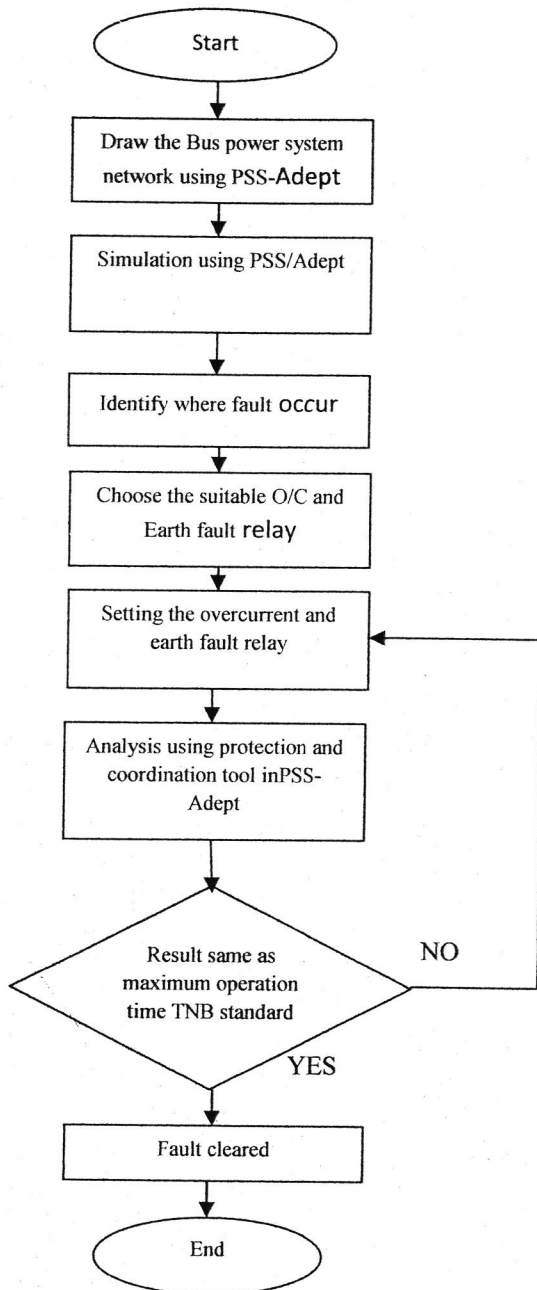 Start
Draw the Bus power system
network using PSS-Adept
Simulation using PSS/Adept
Identify where fault occur
Choose the suitable O/C and
Earth fault relay
Setting the overcurrent and
earth fault relay
Analysis using protection and
coordination tool inPSS-
Adept
Result same as
maximum operation
time TNB standard
NO
YES
Fault cleared
End